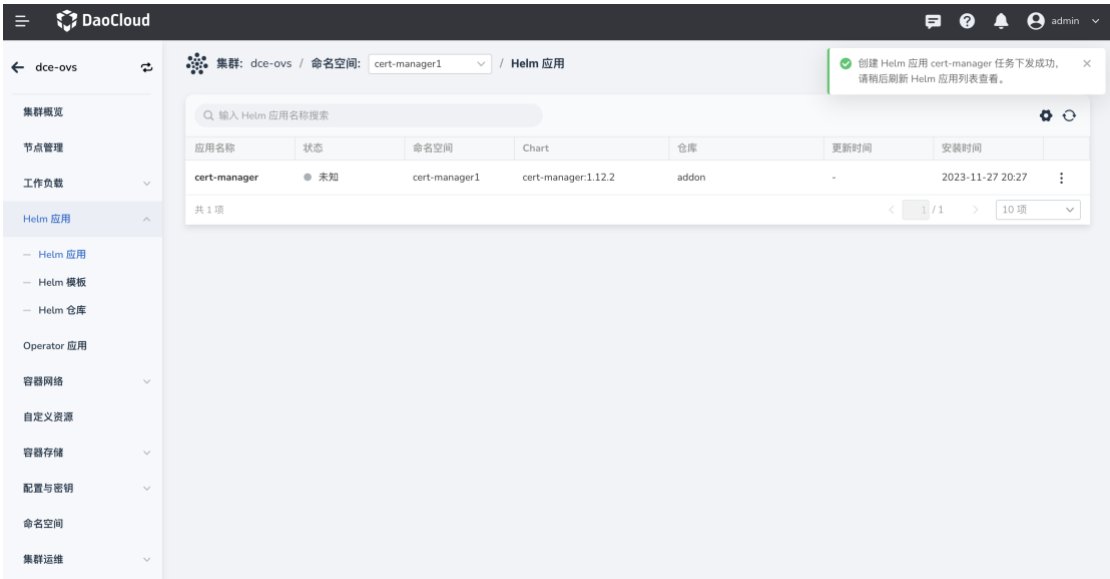 DaoCloud
admin
dce-ovs
集群: dce-ovs / 命名空间: cert-manager1 / Helm 应用
创建 Helm 应用 cert-manager 任务下发成功，
请稍后刷新 Helm 应用列表查看。
集群概览
节点管理
工作负载
Helm 应用
Helm 应用
Helm 模板
Helm 仓库
Operator 应用
容器网络
自定义资源
容器存储
配置与密钥
命名空间
集群运维
输入 Helm 应用名称搜索
应用名称 状态 命名空间 Chart 仓库 更新时间 安装时间
cert-manager 未知 cert-manager1 cert-manager:1.12.2 addon - 2023-11-27 20:27
共 1 项 1 / 1 10 项